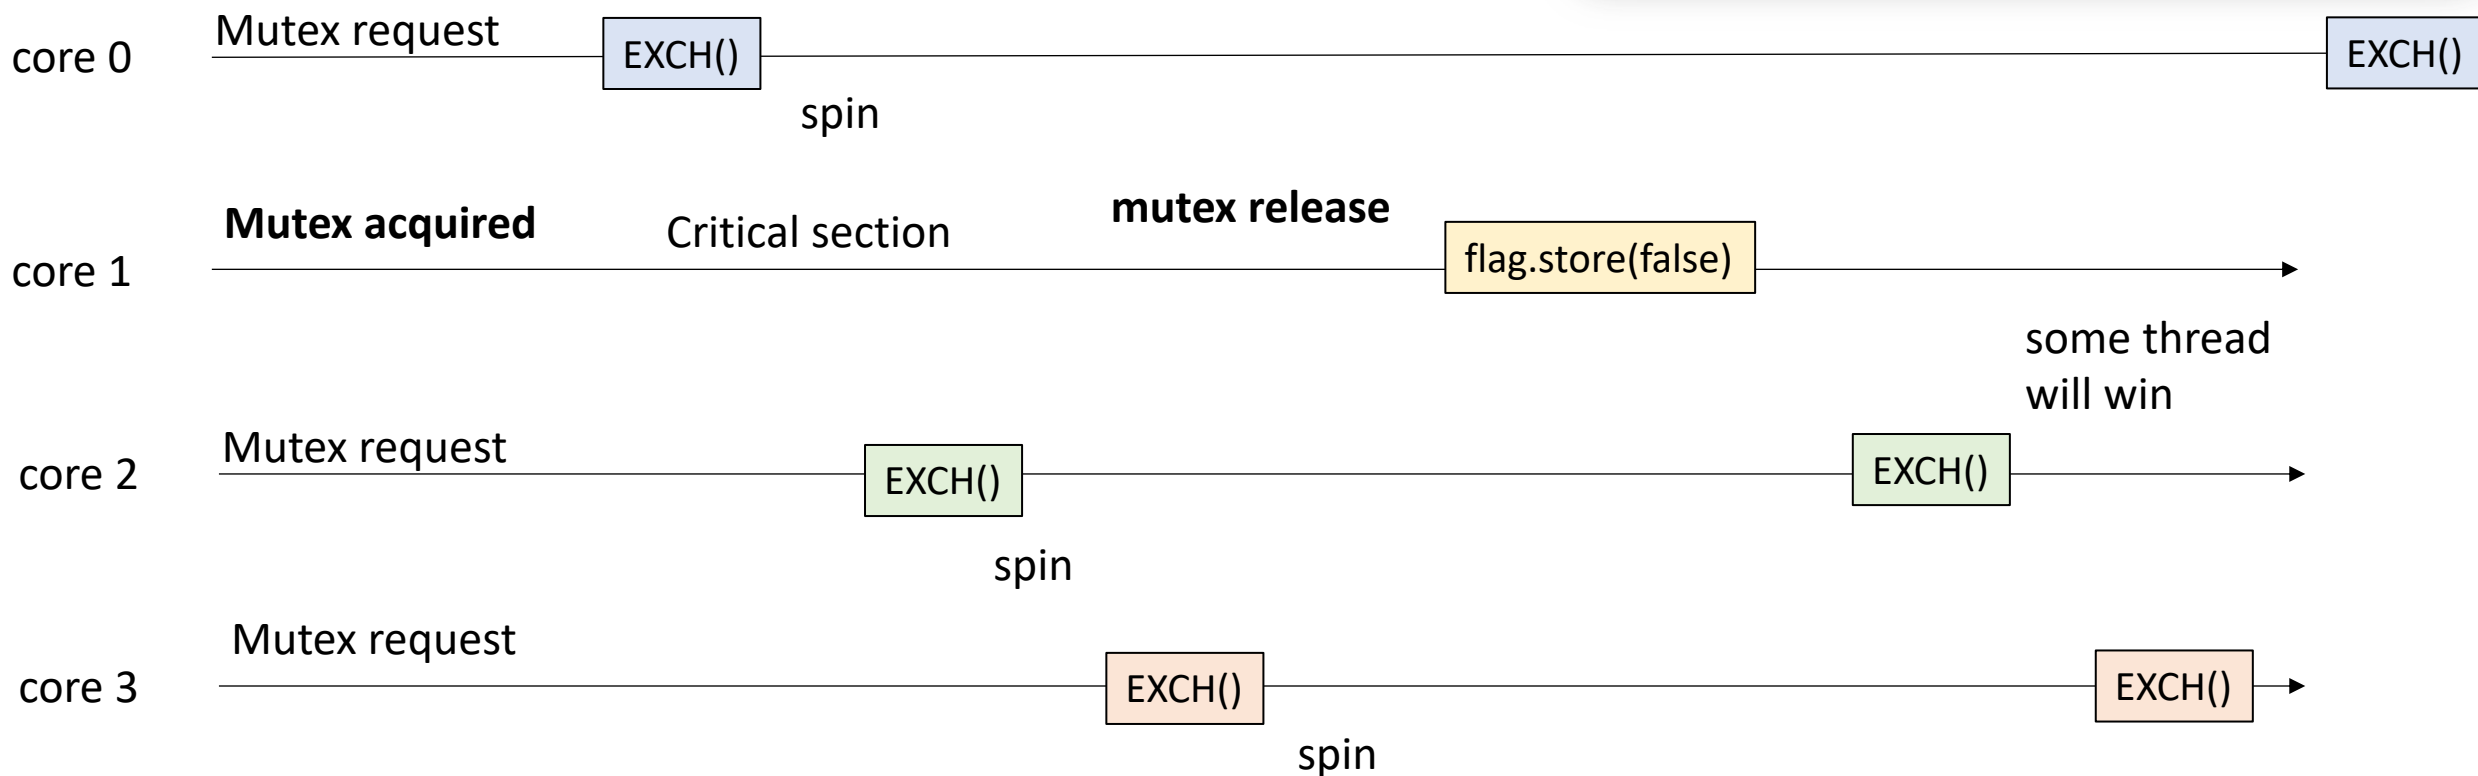 Mutex request
core 0
EXCH()
EXCH()
spin
mutex release
Mutex acquired
Critical section
core 1
flag.store(false)
some thread
will win
Mutex request
core 2
EXCH()
EXCH()
spin
Mutex request
core 3
EXCH()
EXCH()
spin